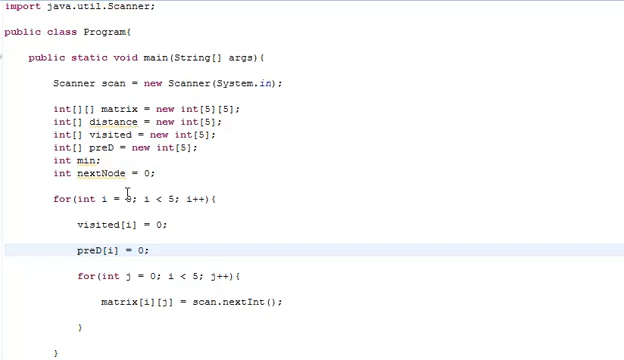 import java.util.Scanner;
public class Program{
public static void main(String[] args){
Scanner scan = new Scanner(System.in);
int[][] matrix = new int[5][5];
int[] distance = new int[5];
int[] visited = new int[5];
int[] preD = new int[5];
int min;
int nextNode = 0;
for(int i = 0; i < 5; i++){
visited[i] = 0;
preD[i] = 0;
for(int j = 0; i < 5; j++){
matrix[i][j] = scan.nextInt();
}
}